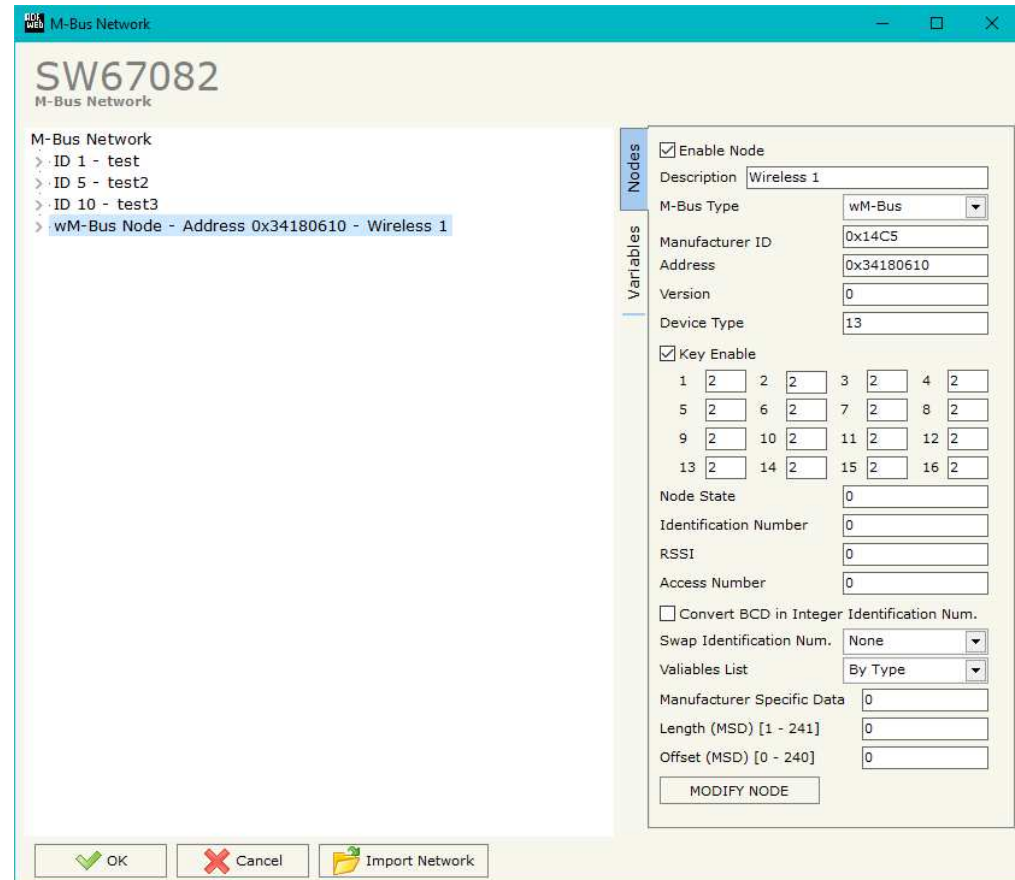 ADF WEB M-Bus Network
SW67082
M-Bus Network
M-Bus Network
ID 1 - test
ID 5 - test2
ID 10 - test3
wM-Bus Node - Address 0x34180610 - Wireless 1
Nodes
Variables
Enable Node
Description Wireless 1
M-Bus Type wM-Bus
Manufacturer ID 0x14C5
Address 0x34180610
Version 0
Device Type 13
Key Enable
1 2 2 2 3 2 4 2
5 2 6 2 7 2 8 2
9 2 10 2 11 2 12 2
13 2 14 2 15 2 16 2
Node State 0
Identification Number 0
RSSI 0
Access Number 0
Convert BCD in Integer Identification Num.
Swap Identification Num. None
Valiables List By Type
Manufacturer Specific Data 0
Length (MSD) [1 - 241] 0
Offset (MSD) [0 - 240] 0
MODIFY NODE
OK Cancel Import Network